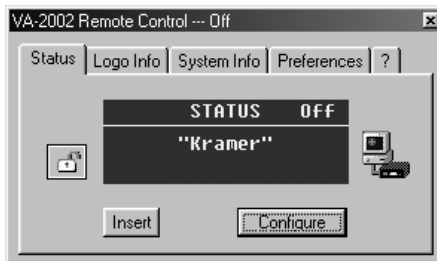 VA-2002 Remote Control --- Off
Status Logo Info System Info Preferences ?
STATUS Off
"Kramer"
Insert Configure